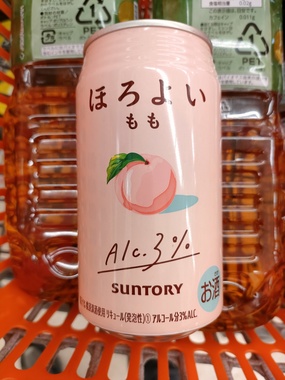 ほろよい
もも
Alc.3%
SUNTORY
お酒
リキュール(発泡性)① アルコール分3%ALC.